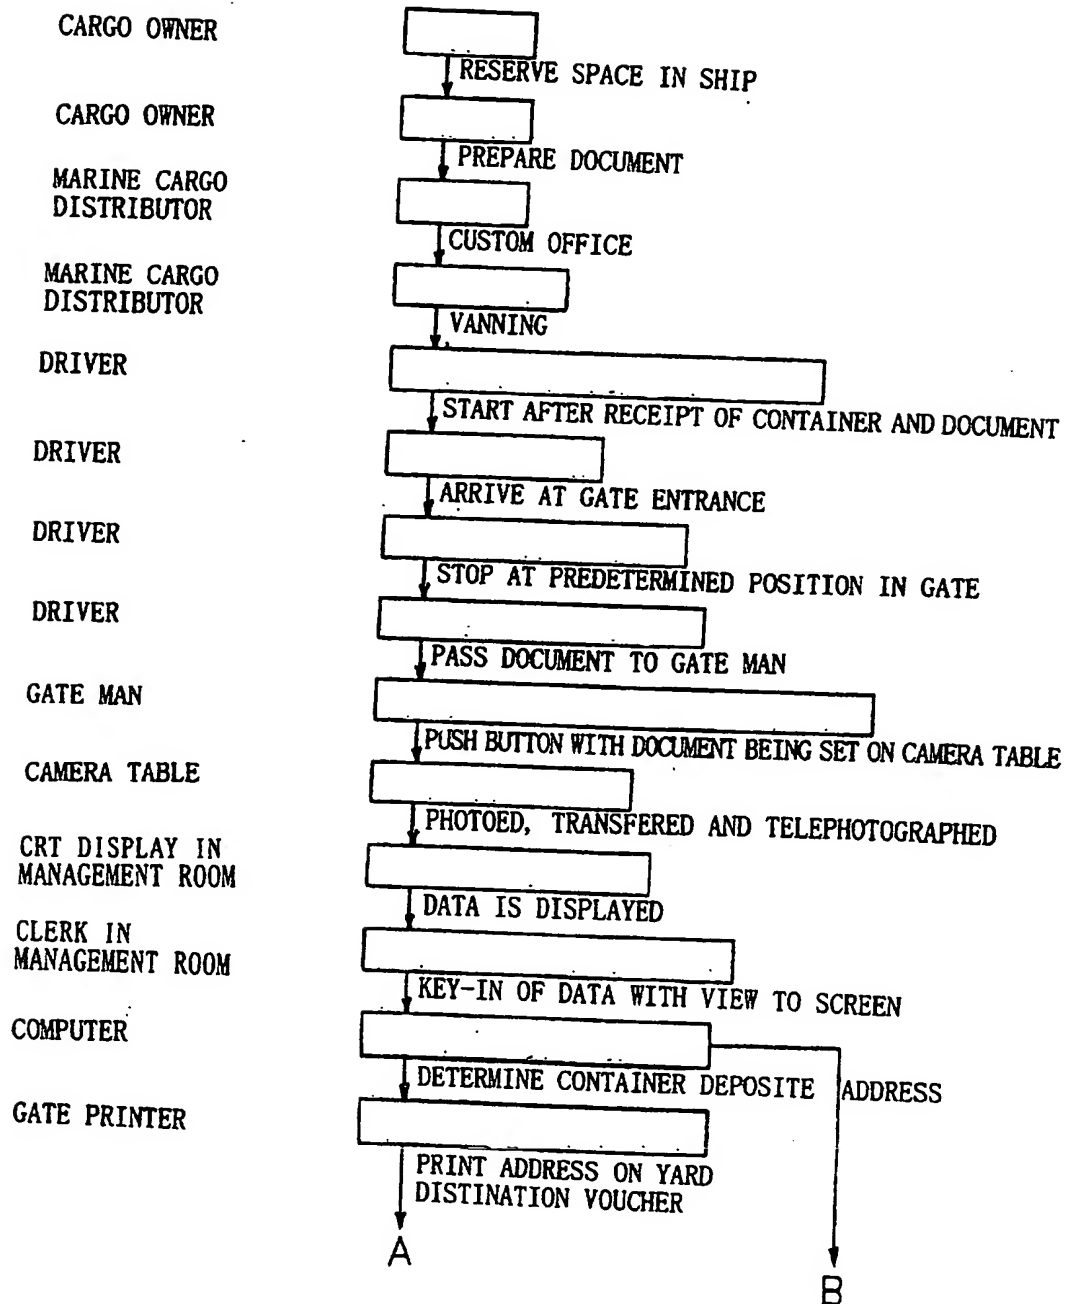 CARGO OWNER
RESERVE SPACE IN SHIP
CARGO OWNER
PREPARE DOCUMENT
MARINE CARGO
DISTRIBUTOR
CUSTOM OFFICE
MARINE CARGO
DISTRIBUTOR
VANNING
DRIVER
START AFTER RECEIPT OF CONTAINER AND DOCUMENT
DRIVER
ARRIVE AT GATE ENTRANCE
DRIVER
STOP AT PREDETERMINED POSITION IN GATE
DRIVER
PASS DOCUMENT TO GATE MAN
GATE MAN
PUSH BUTTON WITH DOCUMENT BEING SET ON CAMERA TABLE
CAMERA TABLE
PHOTOED, TRANSFERED AND TELEPHOTOGRAPHED
CRT DISPLAY IN
MANAGEMENT ROOM
DATA IS DISPLAYED
CLERK IN
MANAGEMENT ROOM
KEY-IN OF DATA WITH VIEW TO SCREEN
COMPUTER
DETERMINE CONTAINER DEPOSITE ADDRESS
GATE PRINTER
PRINT ADDRESS ON YARD
DISTINATION VOUCHER
A
B